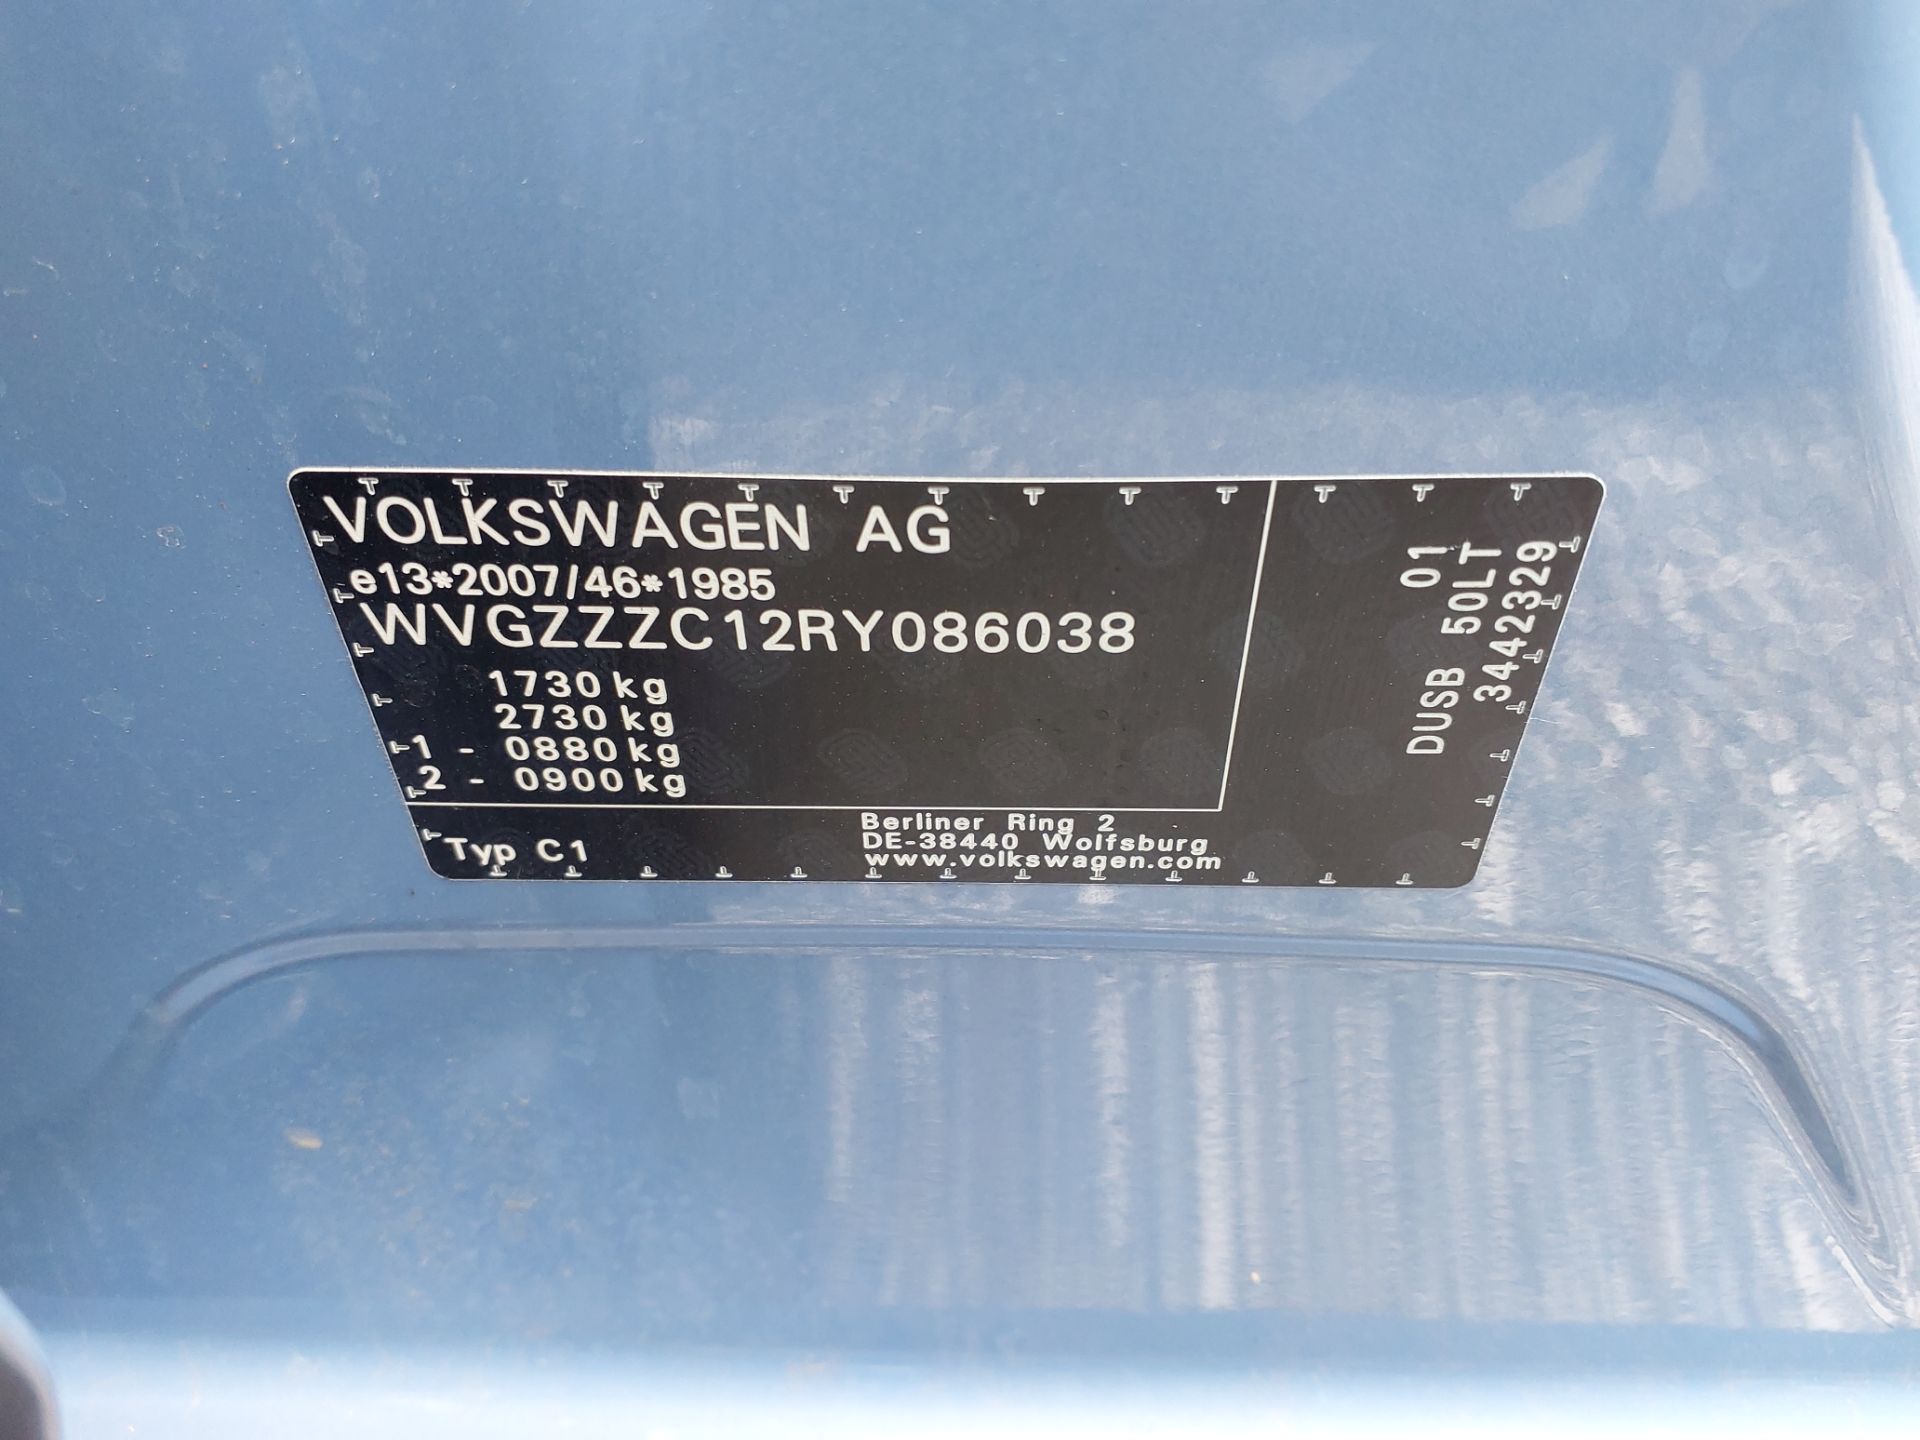 VOLKSWAGEN AG
e13*2007/46*1985
WVGZZZC12RY086038
1730 kg
2730 kg
1 - 0880 kg
2 - 0900 kg
Typ C1
Berliner Ring 2
DE-38440 Wolfsburg
www.volkswagen.com
DUSB 50LT 01
3442329